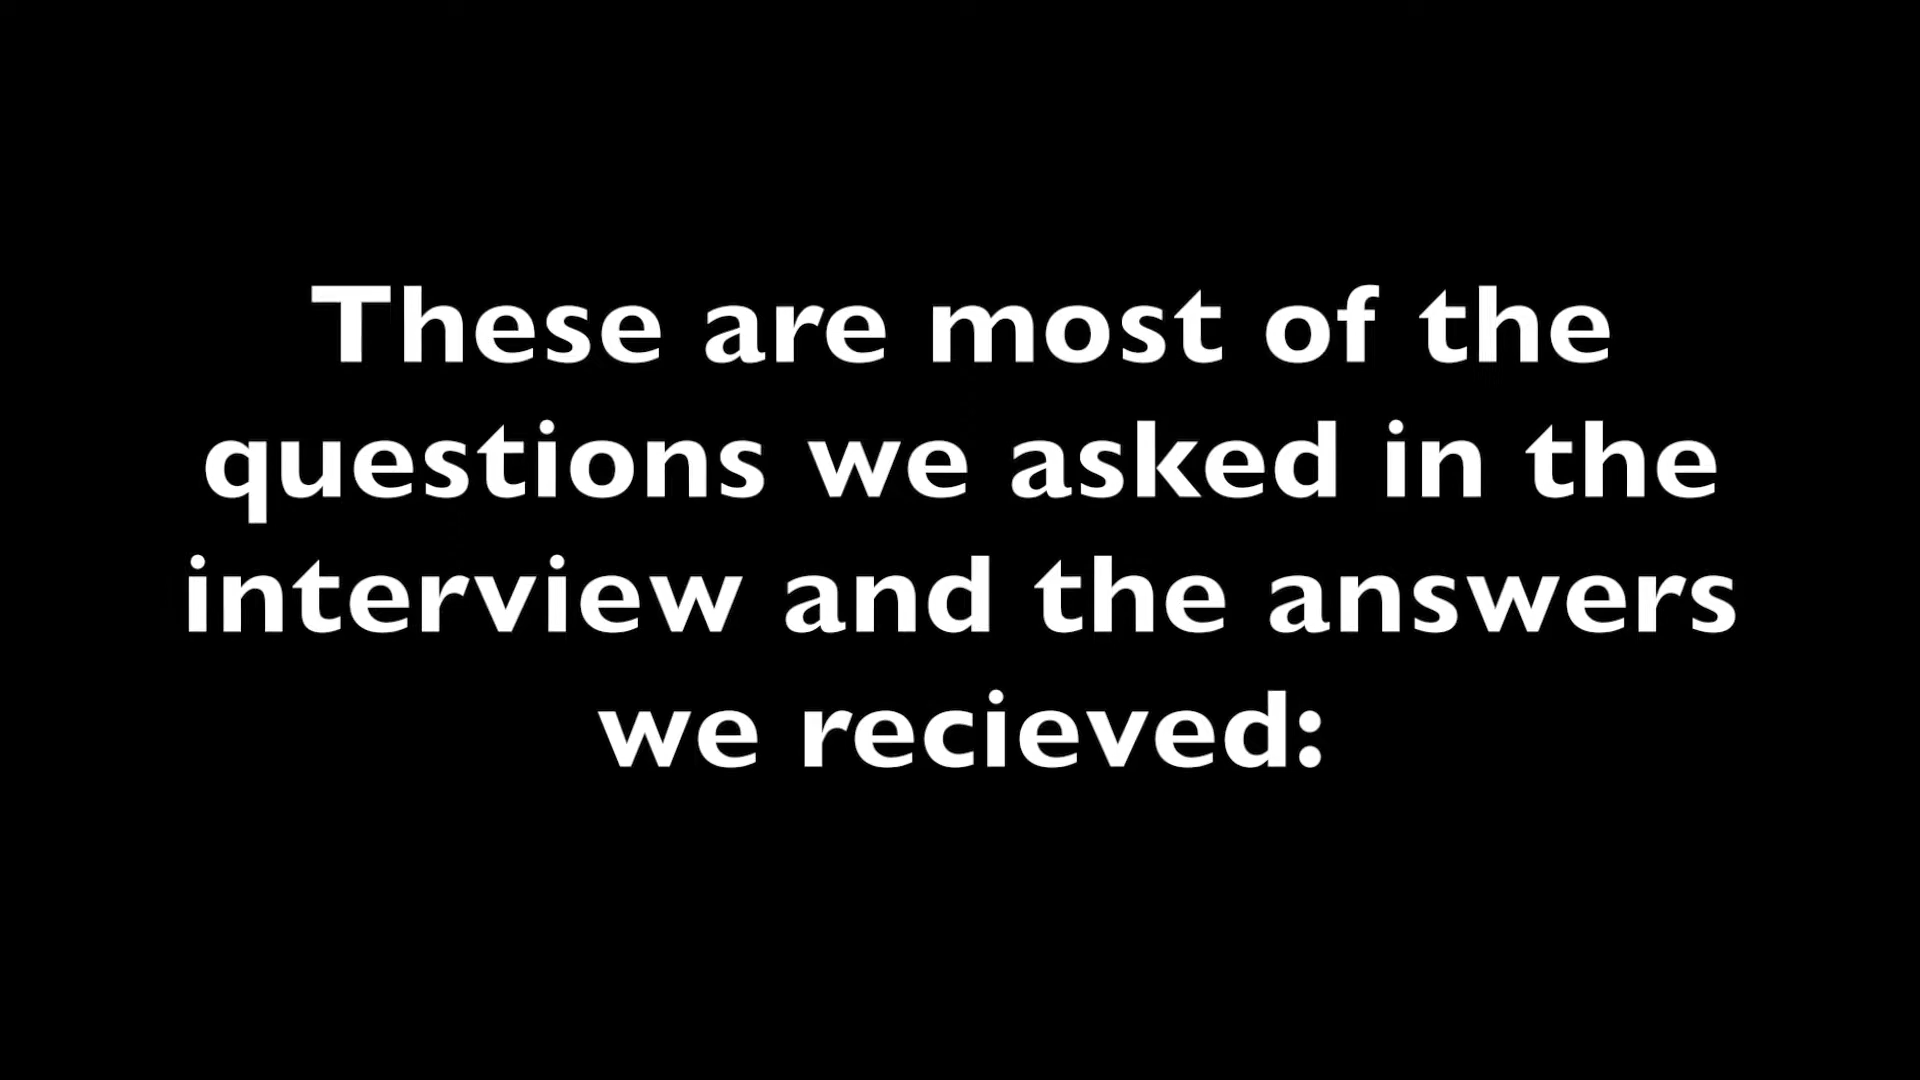 These are most of the
questions we asked in the
interview and the answers
we recieved: